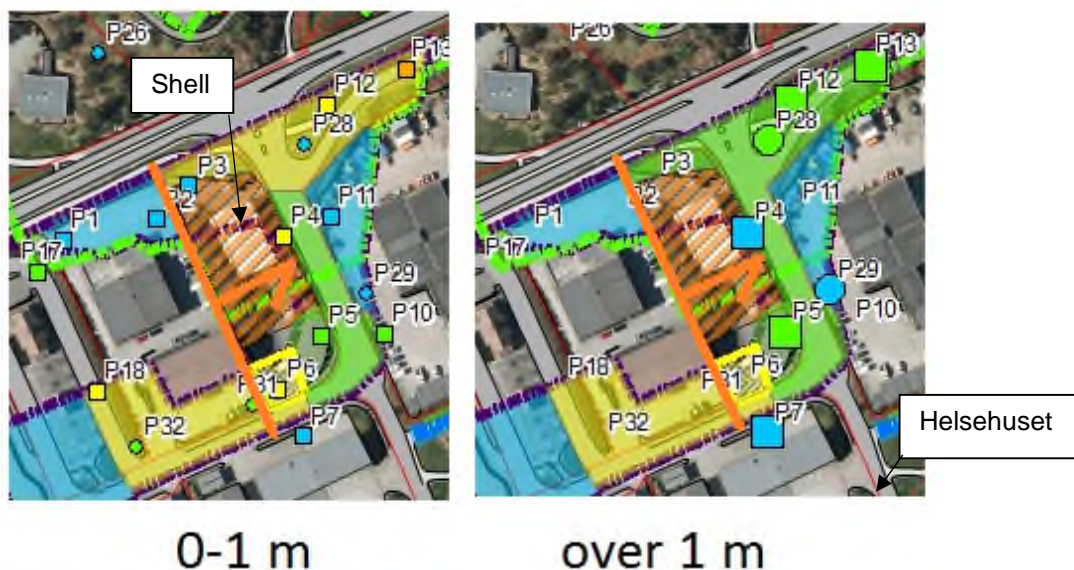 P26
Shell
P13
P12
P28
P3
P2
P11
P1
P4
P17
P29
P5
P10
P18
P6
P31
P32
P7
0-1 m
P26
P13
P12
P28
P3
P2
P11
P1
P4
P17
P29
P5
P10
P18
P6
P31
P32
P7
Helsehuset
over 1 m